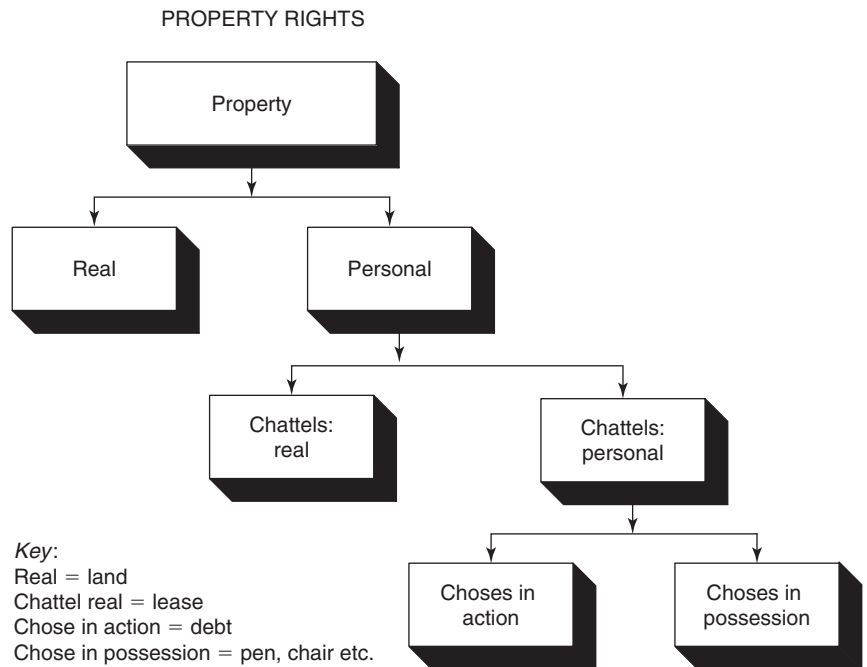 PROPERTY RIGHTS
Property
Real
Personal
Chattels:
real
Chattels:
personal
Choses in
action
Choses in
possession
Key:
Real = land
Chattel real = lease
Chose in action = debt
Chose in possession = pen, chair etc.